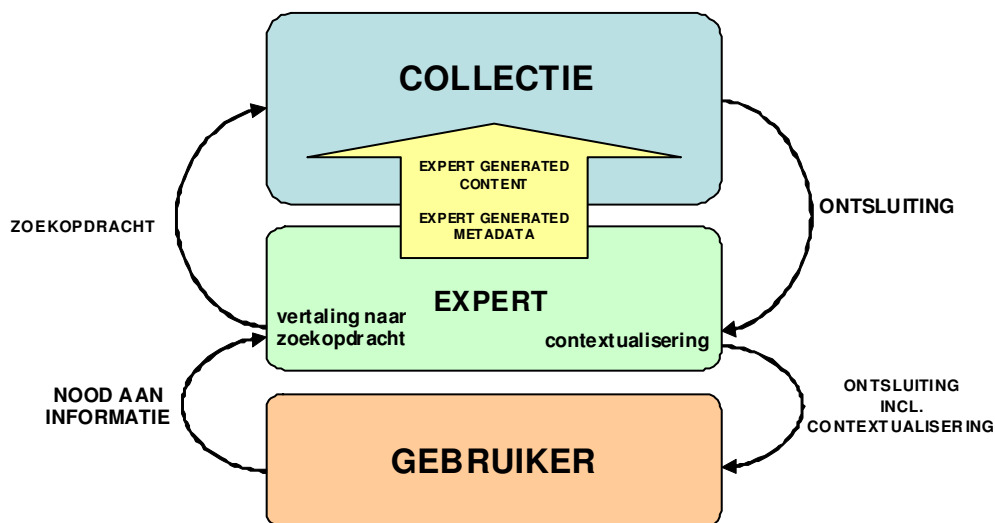 COLLECTIE
EXPERT GENERATED
CONTENT
EXPERT GENERATED
METADATA
ZOEKOPDRACHT
ONTSLUITING
EXPERT
vertaling naar
zoekopdracht
contextualisering
NOOD AAN
INFORMATIE
ONTSLUITING
INCL.
CONTEXTUALISERING
GEBRUIKER